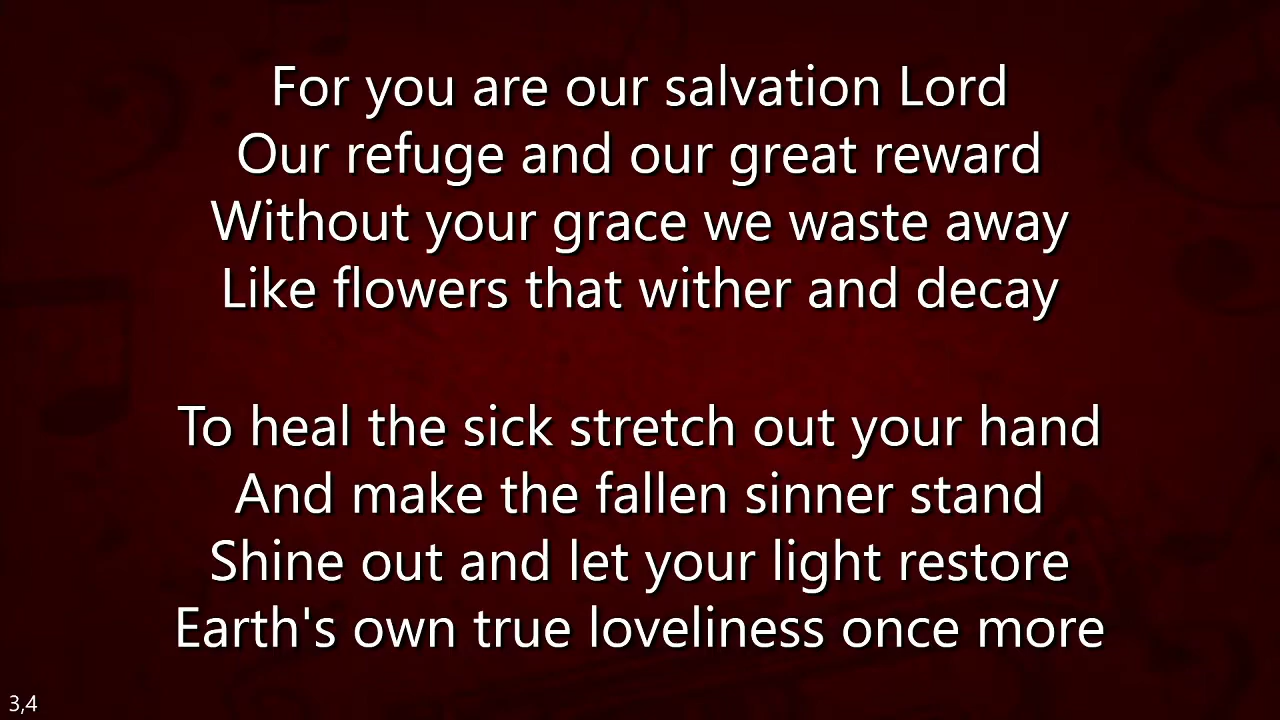 For you are our salvation Lord
Our refuge and our great reward
Without your grace we waste away
Like flowers that wither and decay
To heal the sick stretch out your hand
And make the fallen sinner stand
Shine out and let your light restore
Earth's own true loveliness once more
3,4